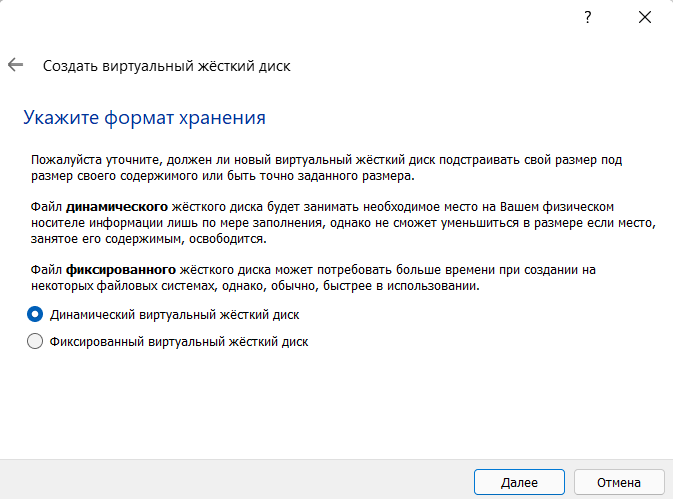 ?
Создать виртуальный жёсткий диск
Укажите формат хранения
Пожалуйста уточните, должен ли новый виртуальный жёсткий диск подстраивать свой размер под
размер своего содержимого или быть точно заданного размера.
Файл динамического жёсткого диска будет занимать необходимое место на Вашем физическом
носителе информации лишь по мере заполнения, однако не сможет уменьшиться в размере если место,
занятое его содержимым, освободится.
Файл фиксированного жёсткого диска может потребовать больше времени при создании на
некоторых файловых системах, однако, обычно, быстрее в использовании.
Динамический виртуальный жёсткий диск
Фиксированный виртуальный жёсткий диск
Далее
Отмена